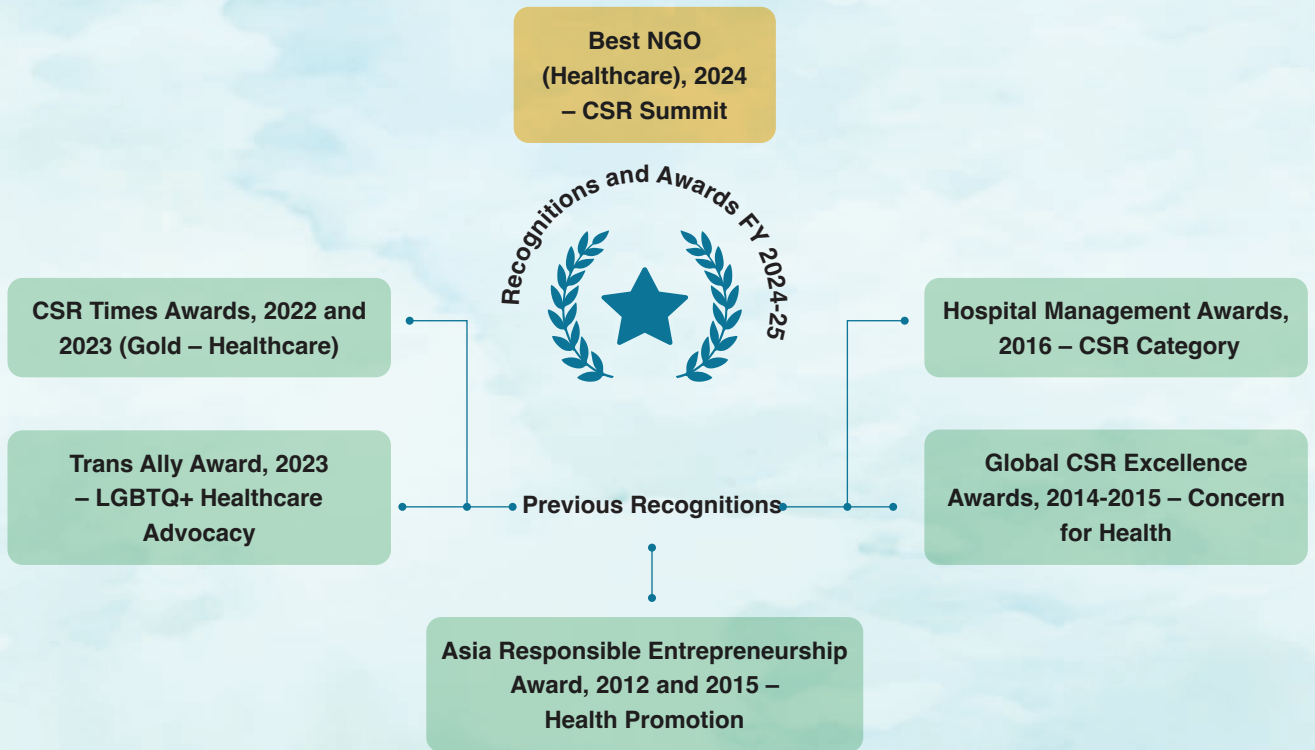 Best NGO
(Healthcare), 2024
– CSR Summit
Recognitions and Awards FY 2024-25
CSR Times Awards, 2022 and
2023 (Gold – Healthcare)
Hospital Management Awards,
2016 – CSR Category
Trans Ally Award, 2023
– LGBTQ+ Healthcare
Advocacy
Previous Recognitions
Global CSR Excellence
Awards, 2014-2015 – Concern
for Health
Asia Responsible Entrepreneurship
Award, 2012 and 2015 –
Health Promotion